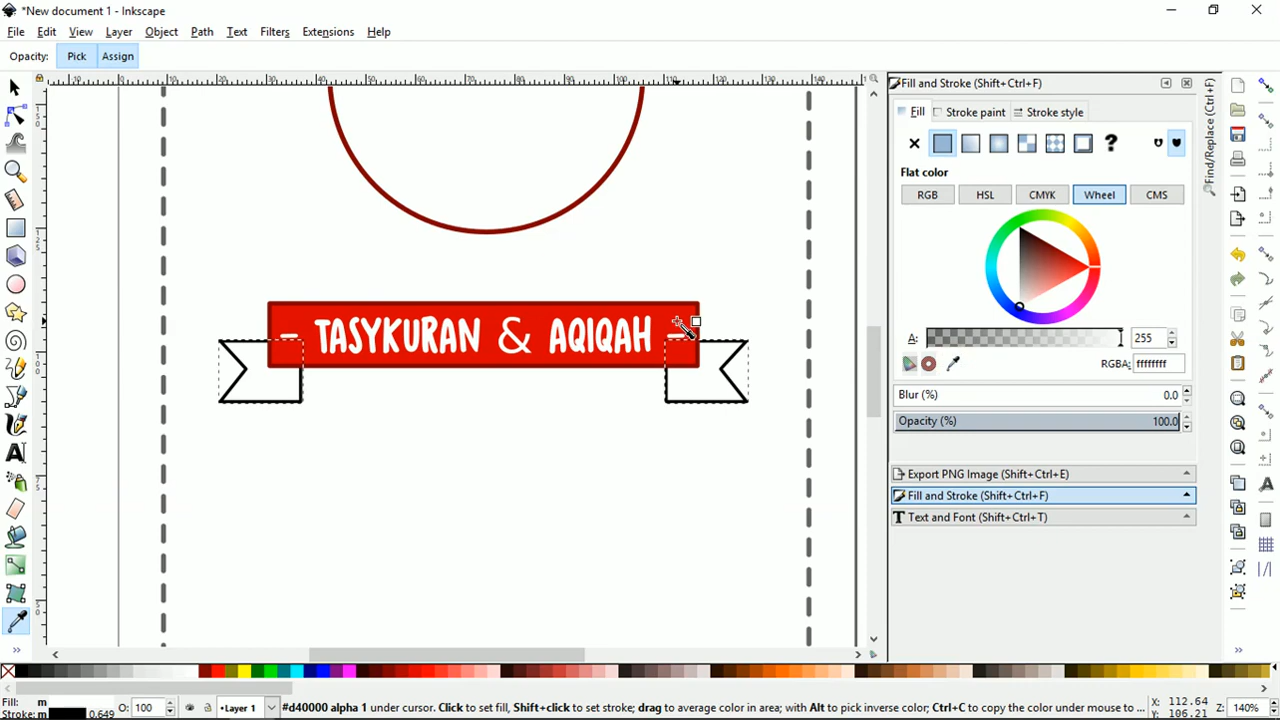 *New document 1 - Inkscape
File Edit View Layer Object Path Text Filters Extensions Help
Opacity: Pick Assign
Fill and Stroke (Shift+Ctrl+F)
Fill Stroke paint Stroke style
Flat color
RGB HSL CMYK Wheel CMS
A: 255
RGBA: ffffffff
Blur (%) 0.0
Opacity (%) 100.0
Export PNG Image (Shift+Ctrl+E)
Fill and Stroke (Shift+Ctrl+F)
Text and Font (Shift+Ctrl+T)
Find/Replace (Ctrl+F)
- TASYKURAN & AQIQAH -
Fill: m
Stroke: m 0.649
O: 100
•Layer 1
#d40000 alpha 1 under cursor. Click to set fill, Shift+click to set stroke; drag to average color in area; with Alt to pick inverse color; Ctrl+C to copy the color under mouse to ...
X: 112.64
Y: 106.21
Z: 140%